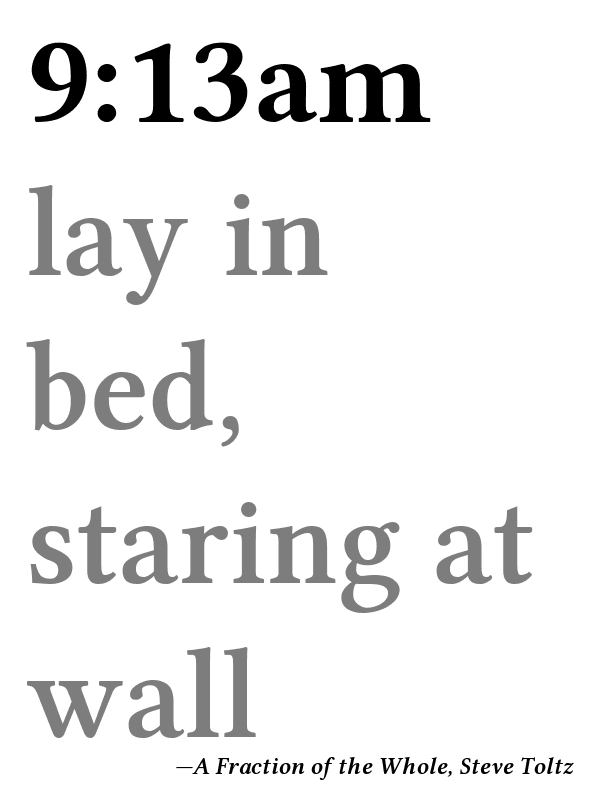 9:13am
lay in
bed,
staring at
wall
—A Fraction of the Whole, Steve Toltz